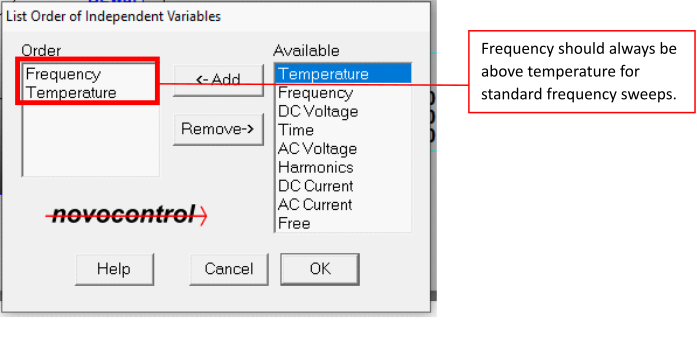 List Order of Independent Variables
Order
Frequency
Temperature
<- Add
Remove->
Available
Temperature
Frequency
DC Voltage
Time
AC Voltage
Harmonics
DC Current
AC Current
Free
novocontrol
Help
Cancel
OK
Frequency should always be
above temperature for
standard frequency sweeps.